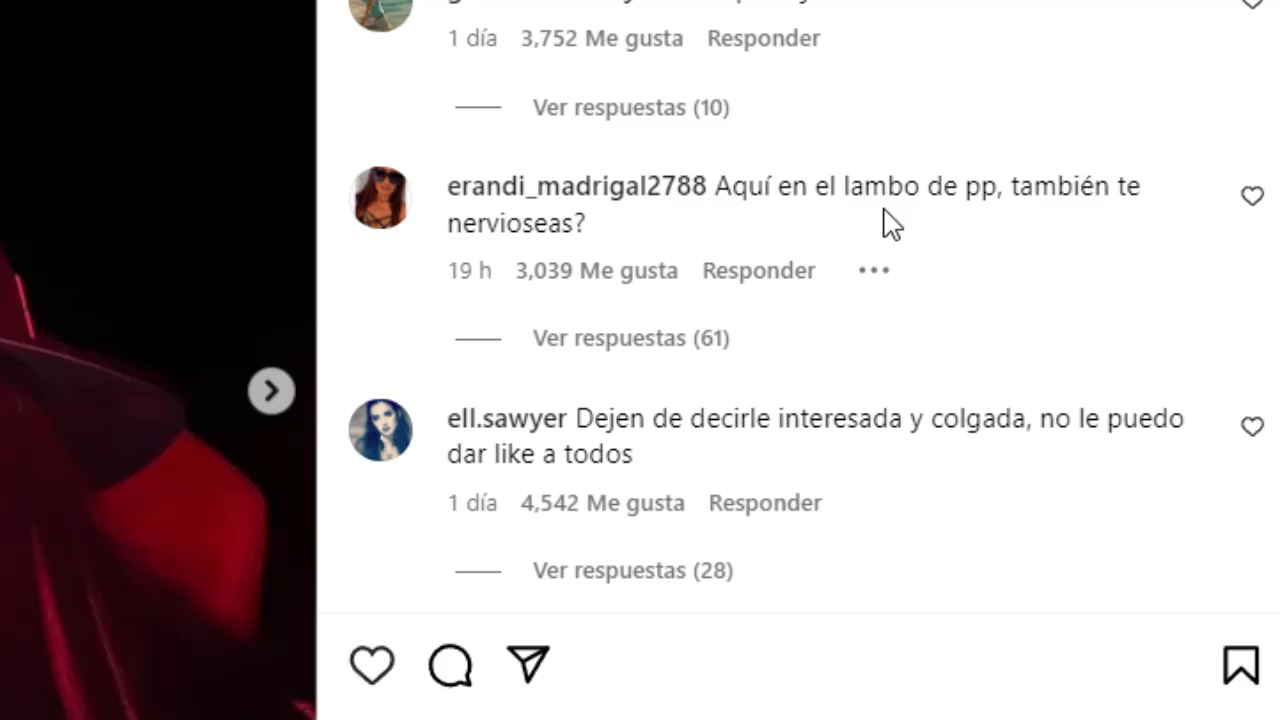 1 día 3,752 Me gusta Responder
Ver respuestas (10)
erandi_madrigal2788 Aquí en el lambo de pp, también te
nervioseas?
19 h 3,039 Me gusta Responder
Ver respuestas (61)
ell.sawyer Dejen de decirle interesada y colgada, no le puedo
dar like a todos
1 día 4,542 Me gusta Responder
Ver respuestas (28)